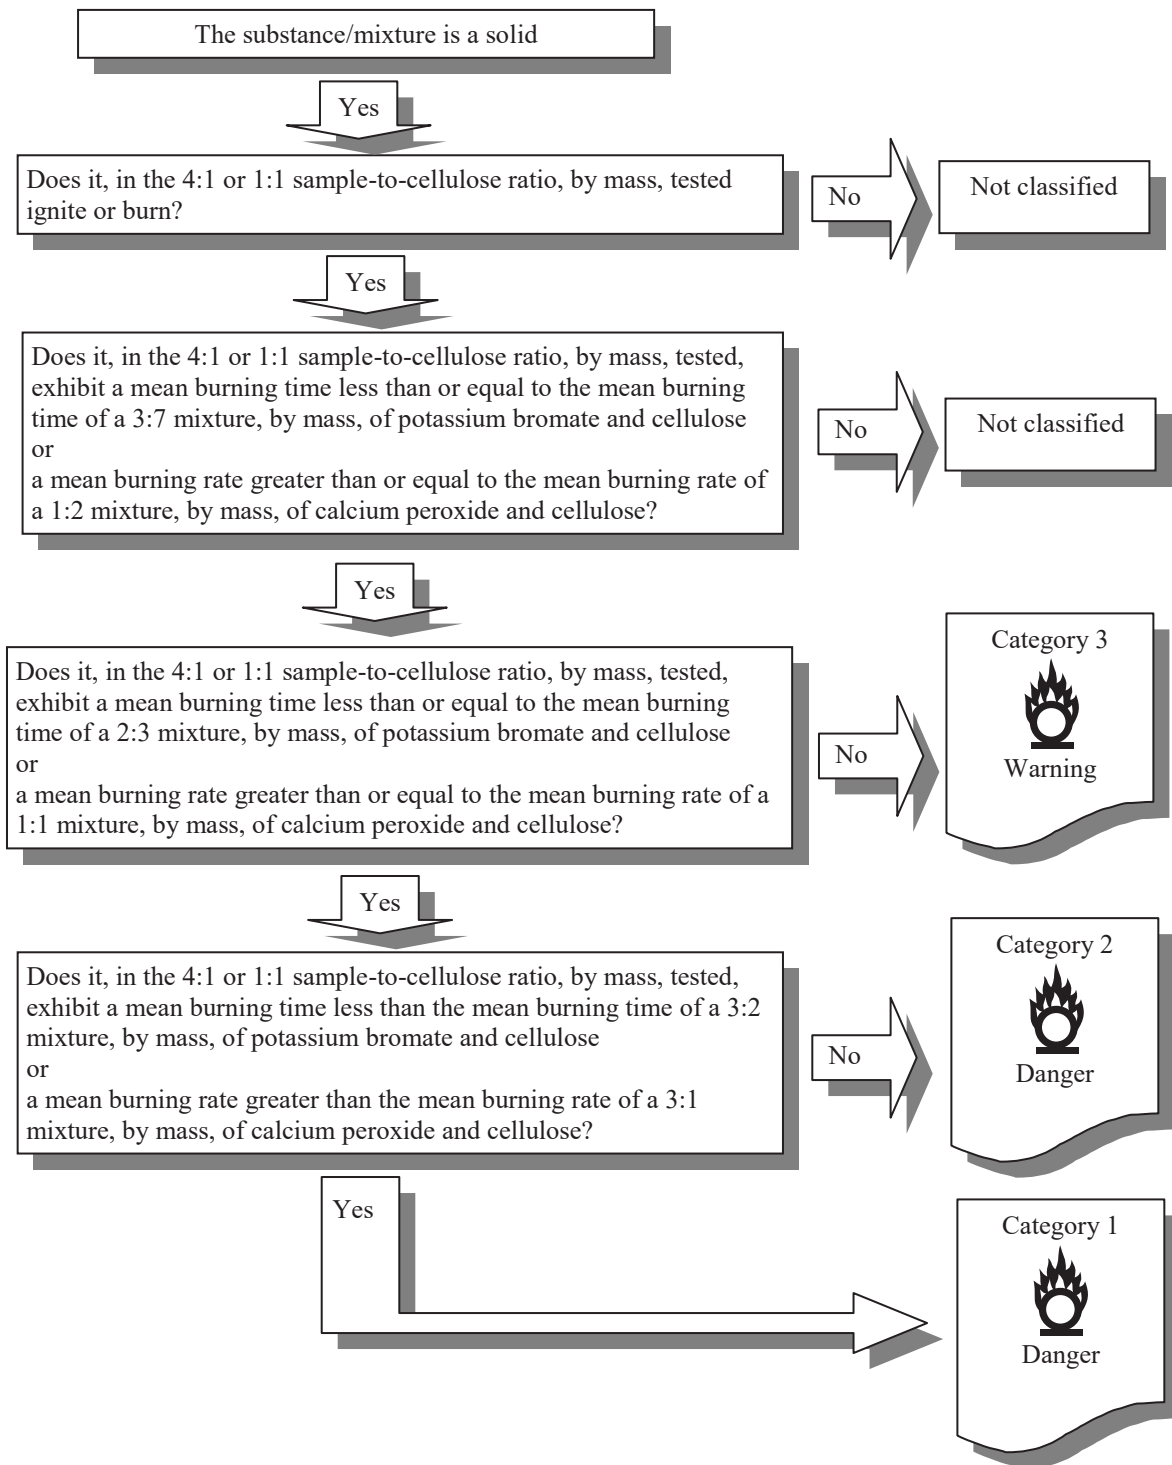 The substance/mixture is a solid
Yes
Does it, in the 4:1 or 1:1 sample-to-cellulose ratio, by mass, tested
ignite or burn?
No
Not classified
Yes
Does it, in the 4:1 or 1:1 sample-to-cellulose ratio, by mass, tested,
exhibit a mean burning time less than or equal to the mean burning
time of a 3:7 mixture, by mass, of potassium bromate and cellulose
or
a mean burning rate greater than or equal to the mean burning rate of
a 1:2 mixture, by mass, of calcium peroxide and cellulose?
No
Not classified
Yes
Does it, in the 4:1 or 1:1 sample-to-cellulose ratio, by mass, tested,
exhibit a mean burning time less than or equal to the mean burning
time of a 2:3 mixture, by mass, of potassium bromate and cellulose
or
a mean burning rate greater than or equal to the mean burning rate of a
1:1 mixture, by mass, of calcium peroxide and cellulose?
No
Category 3
Warning
Yes
Does it, in the 4:1 or 1:1 sample-to-cellulose ratio, by mass, tested,
exhibit a mean burning time less than the mean burning time of a 3:2
mixture, by mass, of potassium bromate and cellulose
or
a mean burning rate greater than the mean burning rate of a 3:1
mixture, by mass, of calcium peroxide and cellulose?
No
Category 2
Danger
Yes
Category 1
Danger